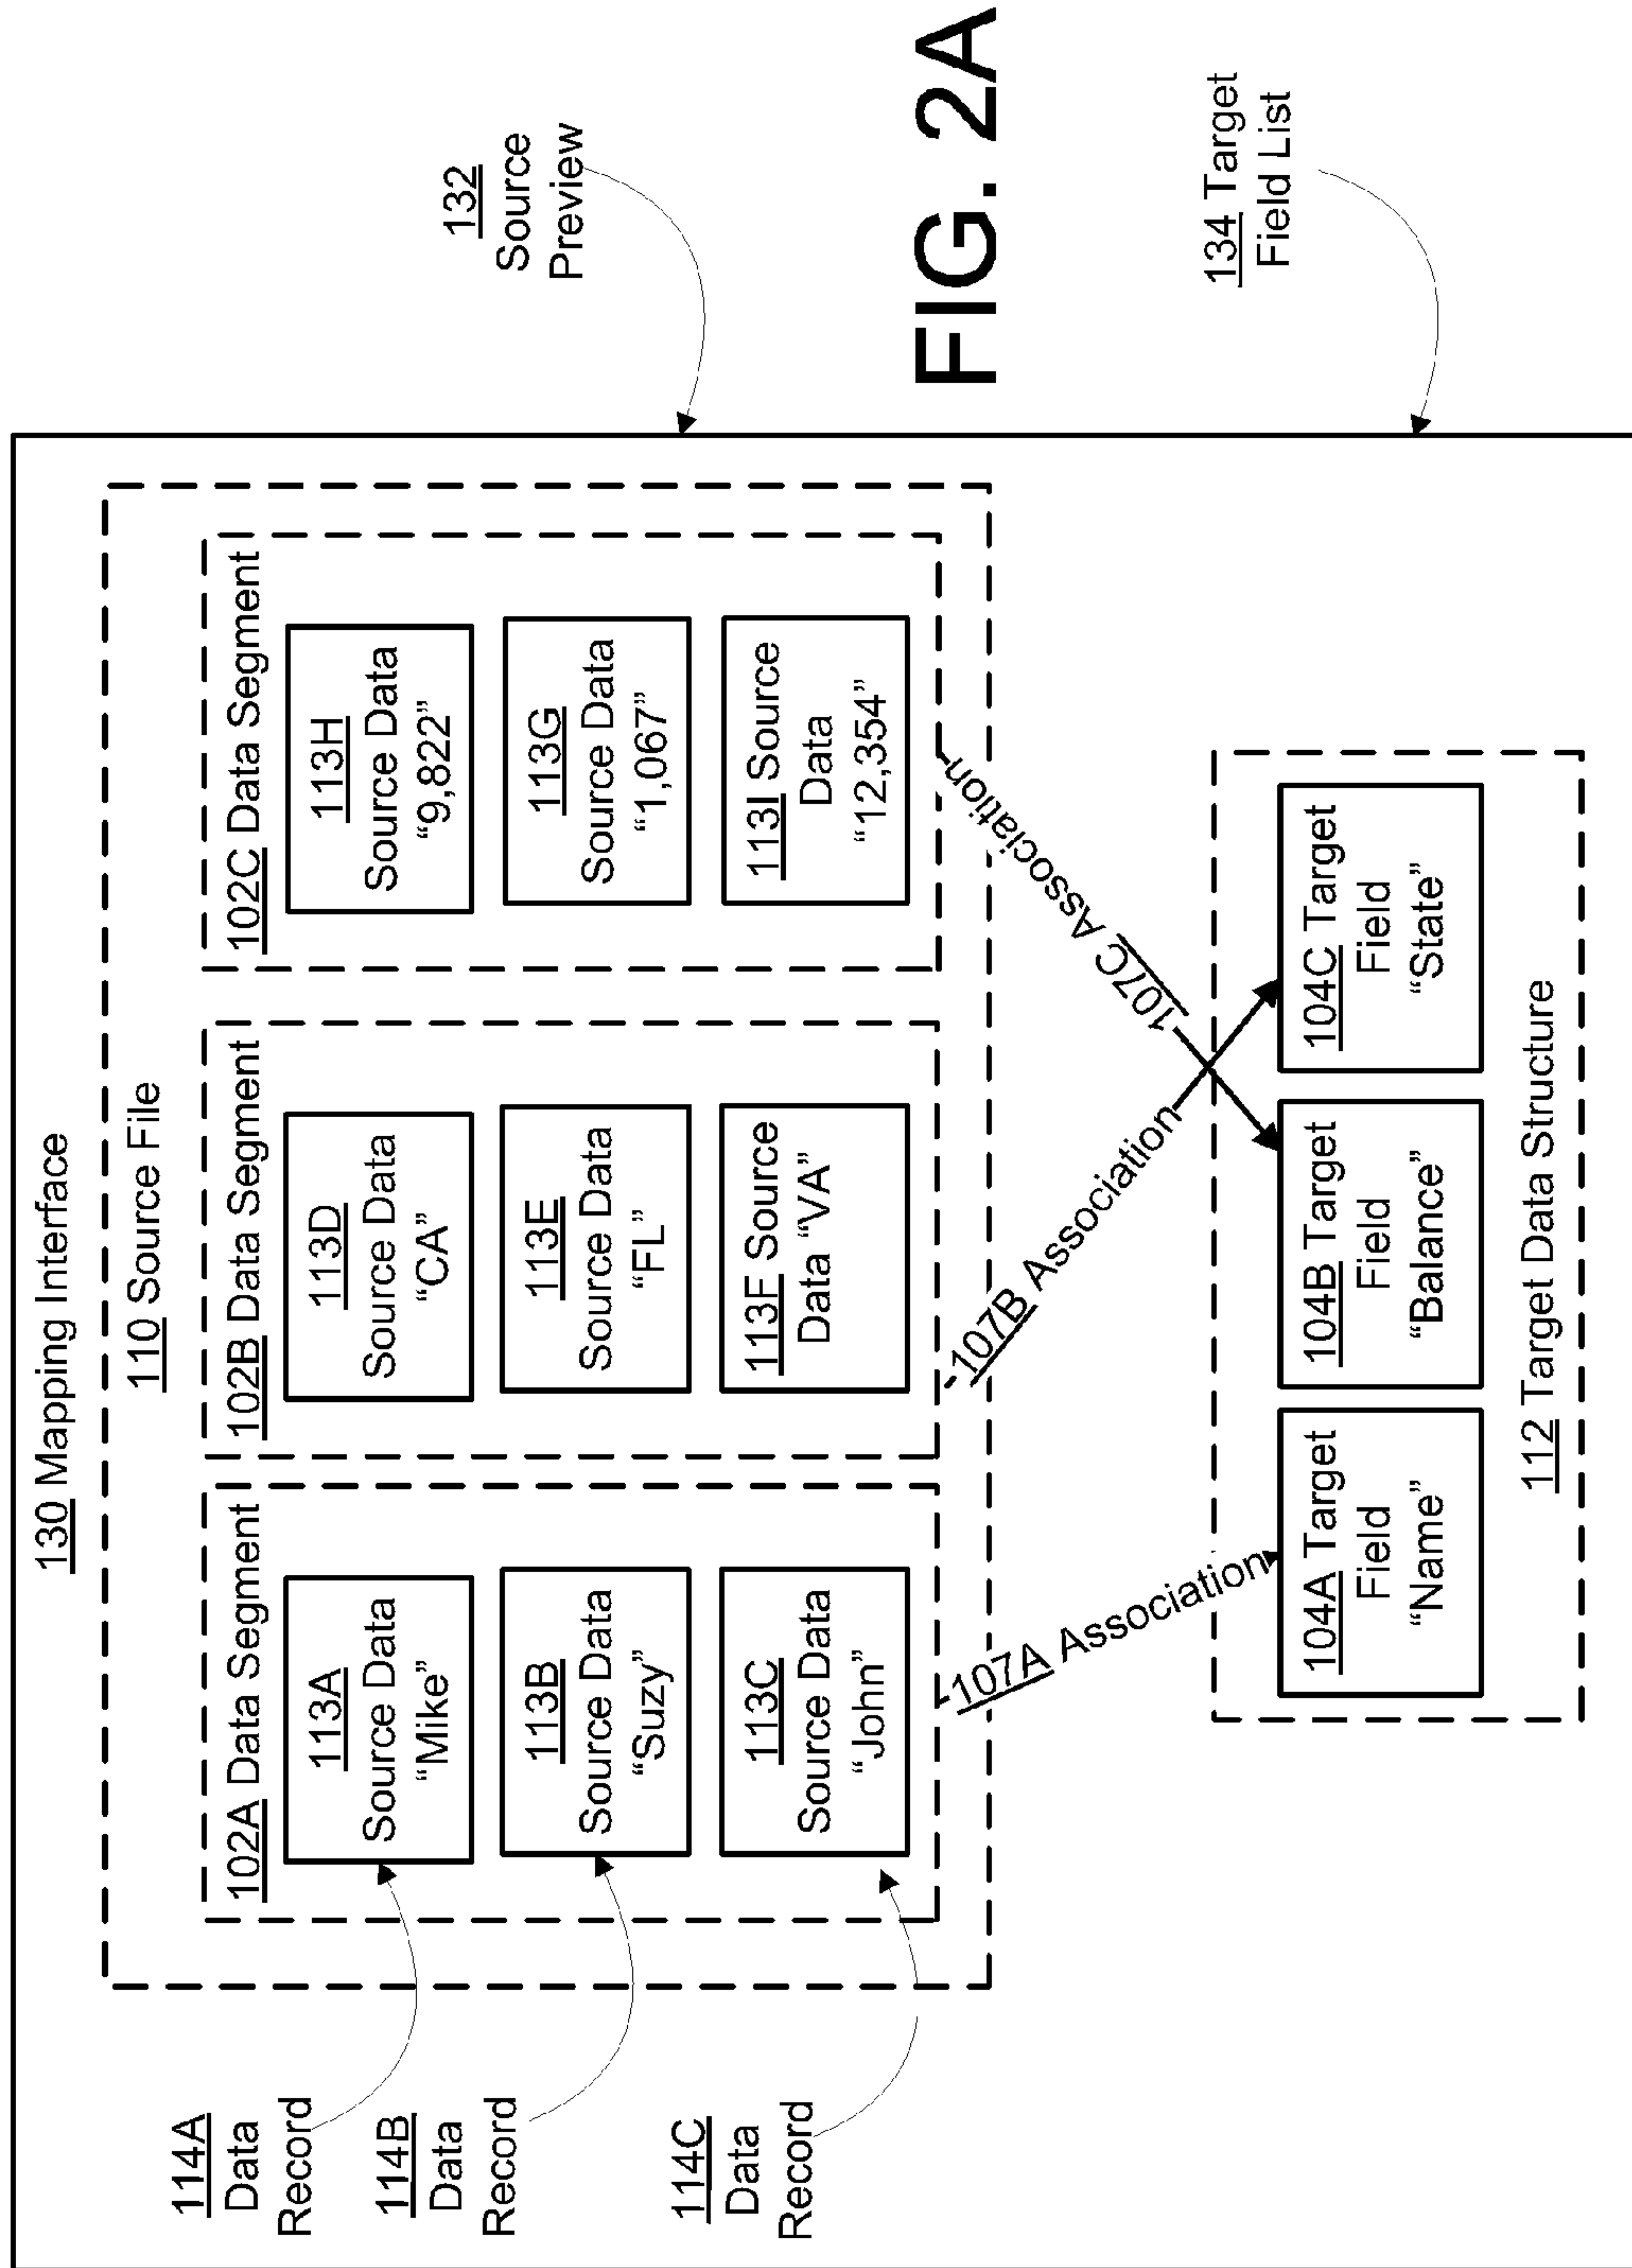 130 Mapping Interface
110 Source File
114A
Data
Record
114B
Data
Record
114C
Data
Record
102A Data Segment
113A
Source Data
“Mike”
113B
Source Data
“Suzy”
113C
Source Data
“John”
102B Data Segment
113D
Source Data
“CA”
113E
Source Data
“FL”
113F Source
Data “VA”
102C Data Segment
113H
Source Data
“9,822”
113G
Source Data
“1,067”
113I Source
Data
“12,354”
132
Source
Preview
107A Association
107B Association
107C Association
104A Target
Field
“Name”
104B Target
Field
“Balance”
104C Target
Field
“State”
112 Target Data Structure
134 Target
Field List
FIG. 2A